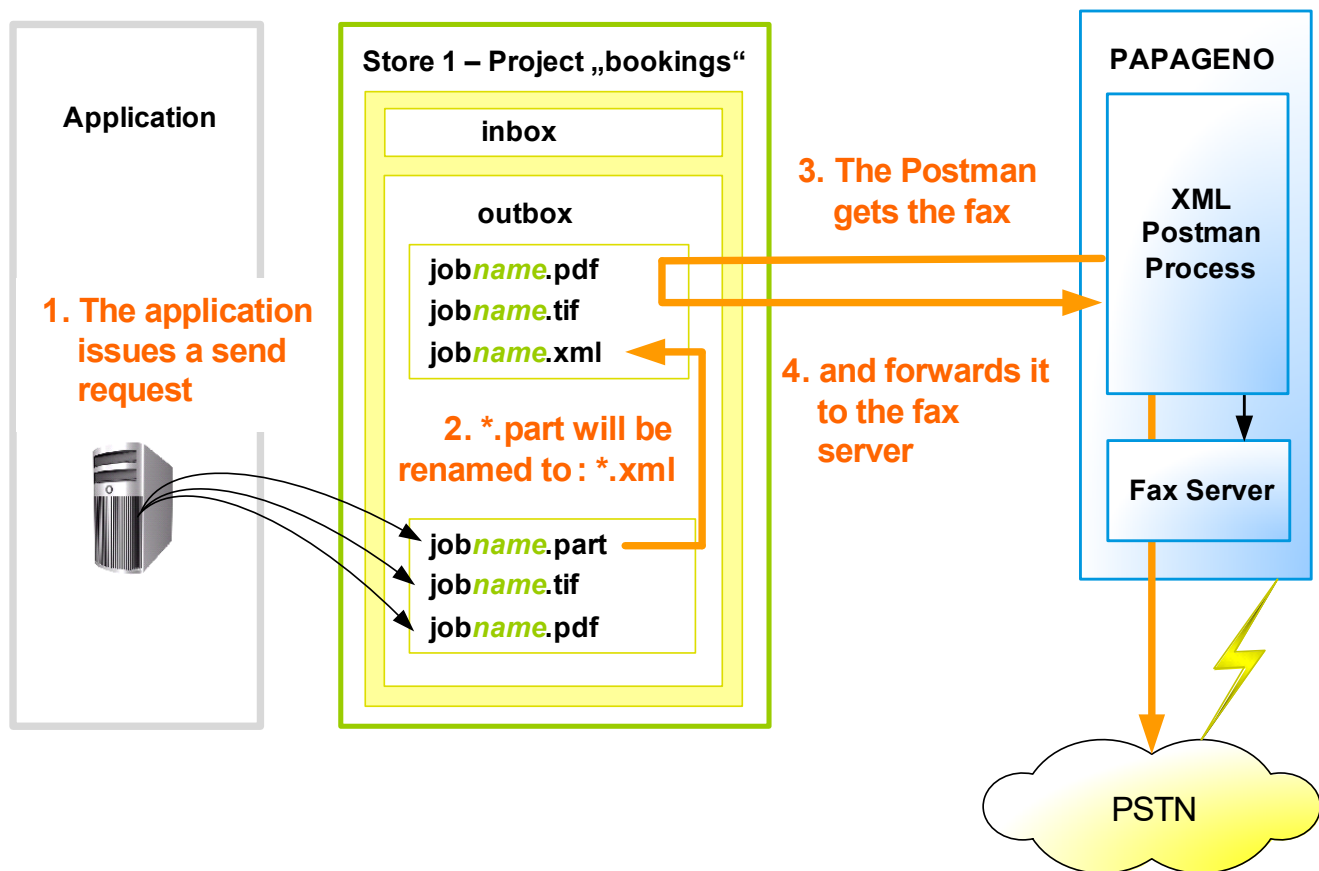 Application
1. The application
issues a send
request
Store 1 – Project „bookings“
inbox
outbox
jobname.pdf
jobname.tif
jobname.xml
2. *.part will be
renamed to : *.xml
jobname.part
jobname.tif
jobname.pdf
3. The Postman
gets the fax
4. and forwards it
to the fax
server
PAPAGENO
XML
Postman
Process
Fax Server
PSTN